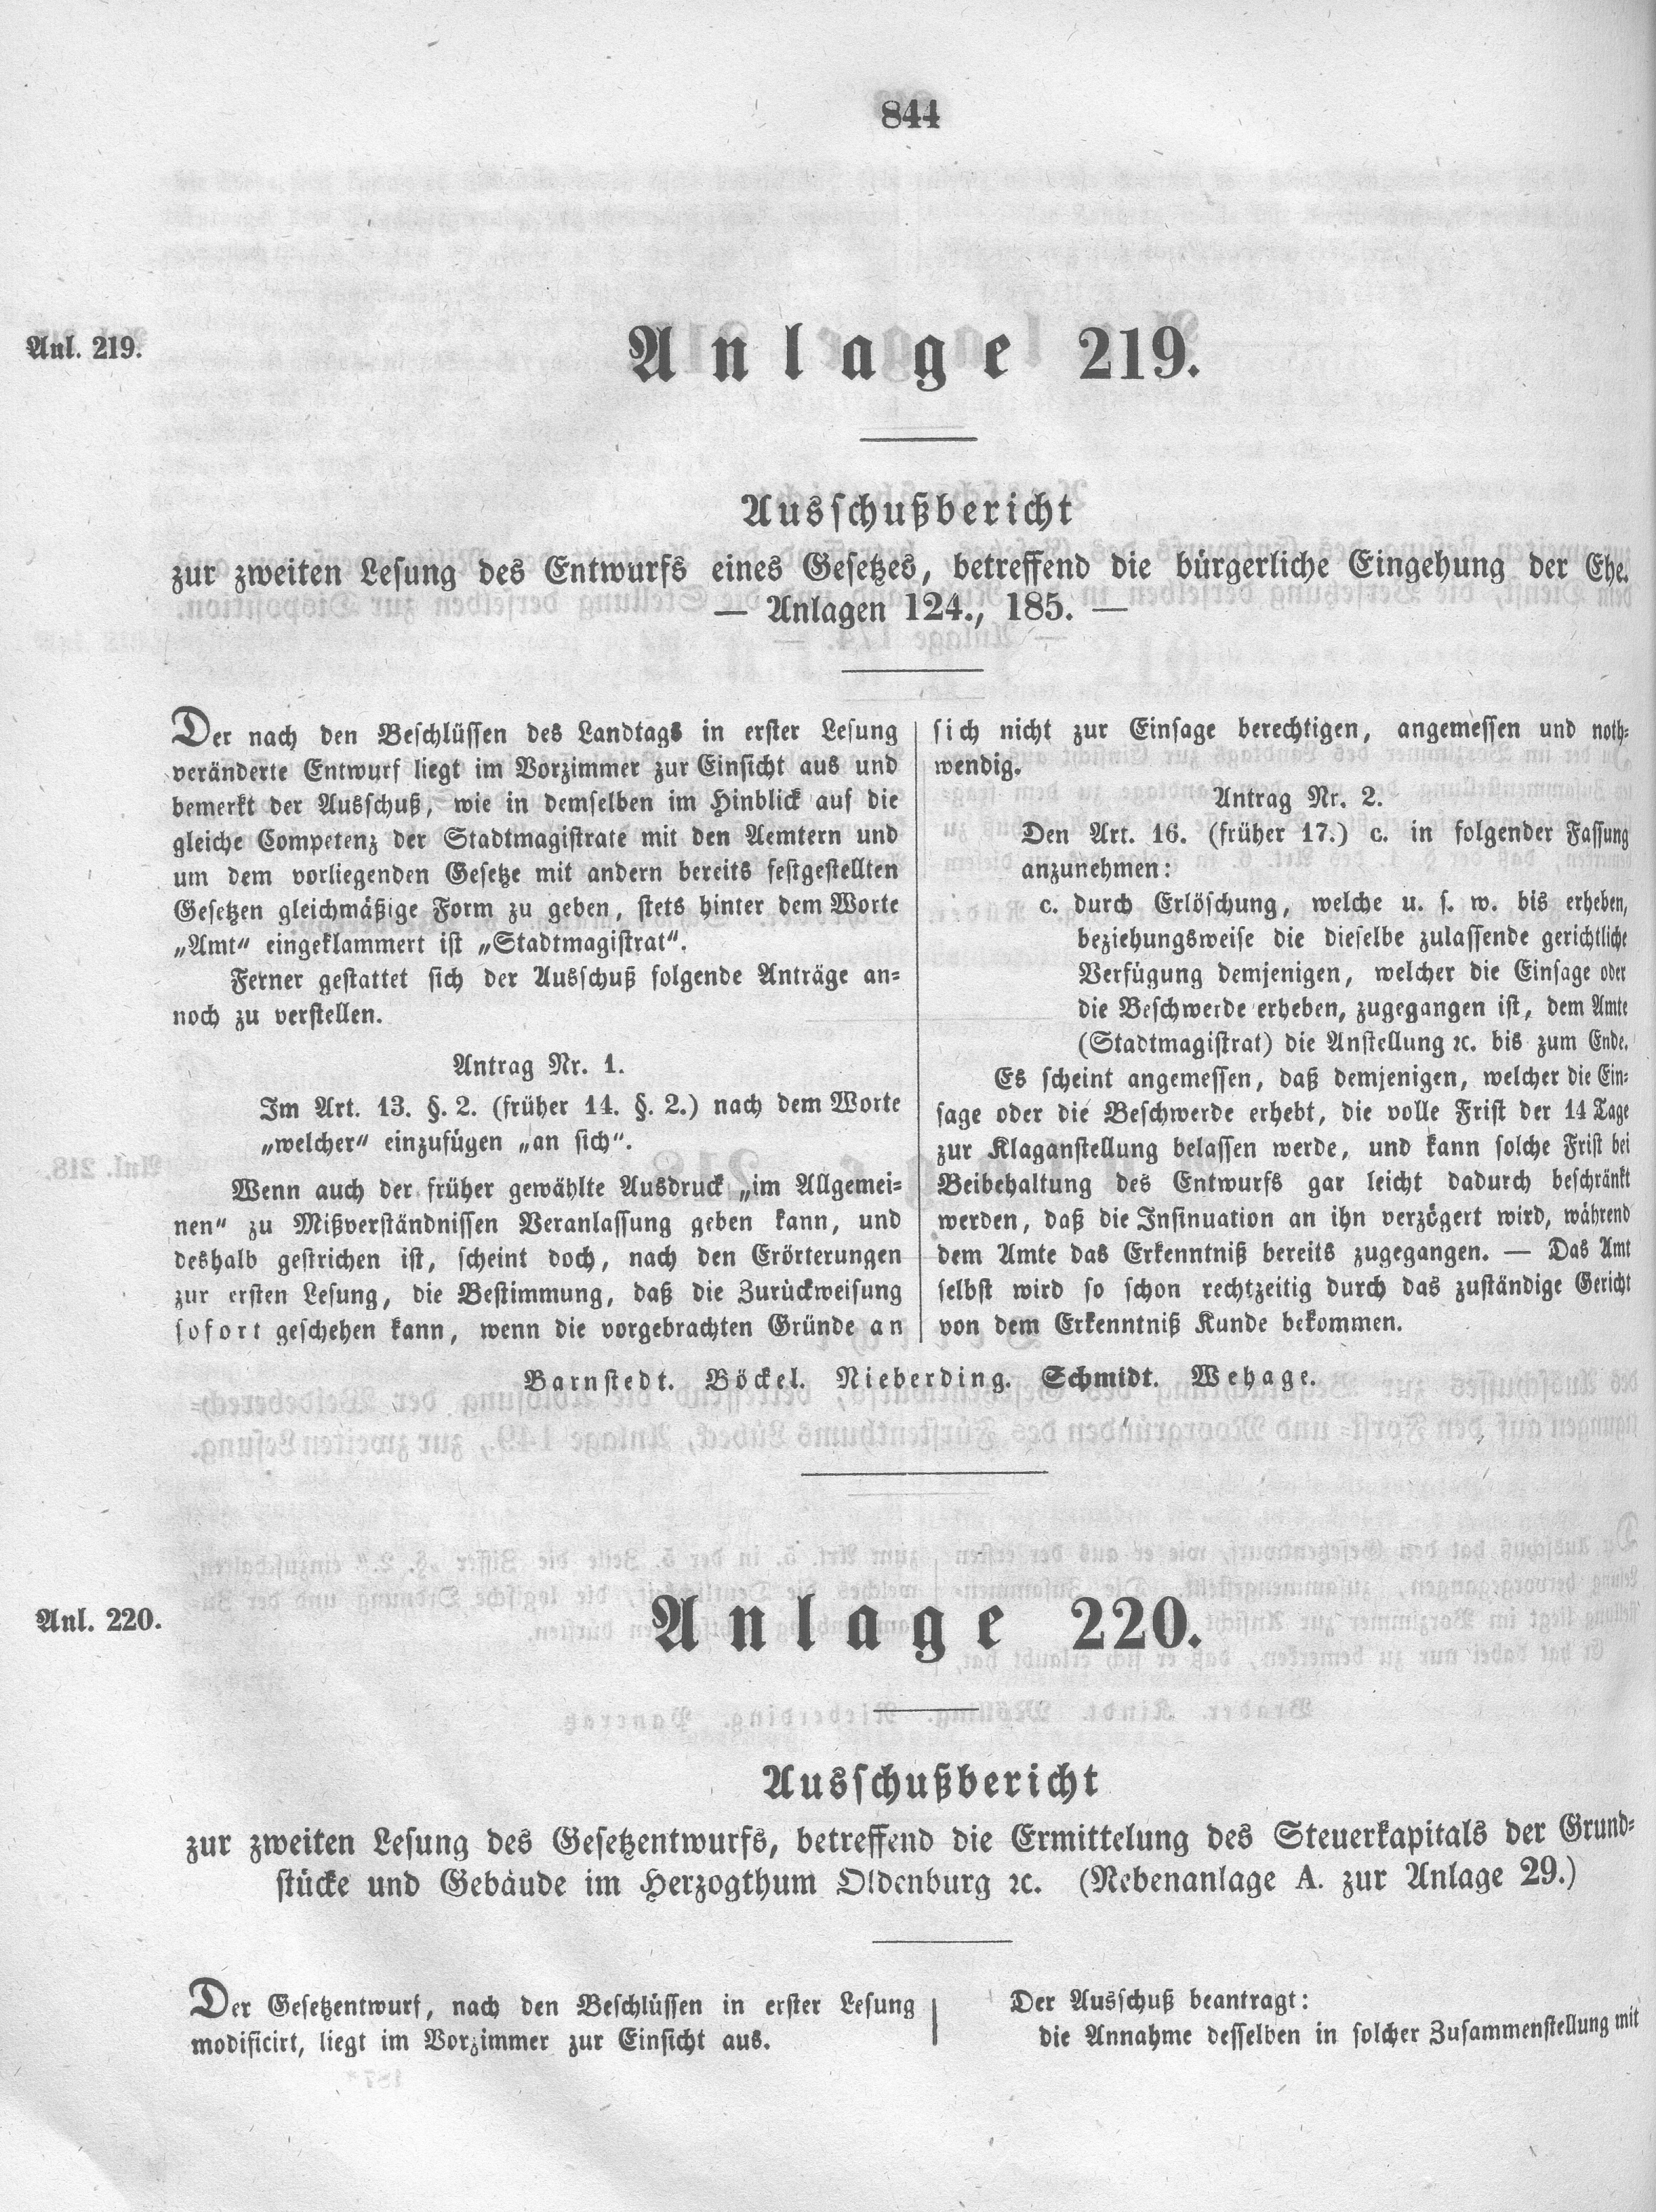 844
Anl. 219.
Anlage 219.
Ausschußbericht
zur zweiten Lesung des Entwurfs eines Gesetzes, betreffend die bürgerliche Eingehung der Ehe.
— Anlagen 124., 185. —
Der nach den Beschlüssen des Landtags in erster Lesung
veränderte Entwurf liegt im Vorzimmer zur Einsicht aus und
bemerkt der Ausschuß, wie in demselben im Hinblick auf die
gleiche Competenz der Stadtmagistrate mit den Aemtern und
um dem vorliegenden Gesetze mit andern bereits festgestellten
Gesetzen gleichmäßige Form zu geben, stets hinter dem Worte
„Amt“ eingeklammert ist „Stadtmagistrat“.
Ferner gestattet sich der Ausschuß folgende Anträge an=
noch zu verstellen.
Antrag Nr. 1.
Im Art. 13. §. 2. (früher 14. §. 2.) nach dem Worte
„welcher“ einzufügen „an sich“.
Wenn auch der früher gewählte Ausdruck „im Allgemei=
nen“ zu Mißverständnissen Veranlassung geben kann, und
deshalb gestrichen ist, scheint doch, nach den Erörterungen
zur ersten Lesung, die Bestimmung, daß die Zurückweisung
sofort geschehen kann, wenn die vorgebrachten Gründe an
sich nicht zur Einsage berechtigen, angemessen und noth=
wendig.
Antrag Nr. 2.
Den Art. 16. (früher 17.) c. in folgender Fassung
anzunehmen:
c. durch Erlöschung, welche u. s. w. bis erheben,
beziehungsweise die dieselbe zulassende gerichtliche
Verfügung demjenigen, welcher die Einsage oder
die Beschwerde erheben, zugegangen ist, dem Amte
(Stadtmagistrat) die Anstellung ꝛc. bis zum Ende.
Es scheint angemessen, daß demjenigen, welcher die Ein=
sage oder die Beschwerde erhebt, die volle Frist der 14 Tage
zur Klaganstellung belassen werde, und kann solche Frist bei
Beibehaltung des Entwurfs gar leicht dadurch beschränkt
werden, daß die Insinuation an ihn verzögert wird, während
dem Amte das Erkenntniß bereits zugegangen. — Das Amt
selbst wird so schon rechtzeitig durch das zuständige Gericht
von dem Erkenntniß Kunde bekommen.
Barnstedt. Böckel. Nieberding. Schmidt. Wehage.
Anl. 220.
Anlage 220.
Ausschußbericht
zur zweiten Lesung des Gesetzentwurfs, betreffend die Ermittelung des Steuerkapitals der Grund=
stücke und Gebäude im Herzogthum Oldenburg ꝛc. (Nebenanlage A. zur Anlage 29.)
Der Gesetzentwurf, nach den Beschlüssen in erster Lesung
modificirt, liegt im Vorzimmer zur Einsicht aus.
Der Ausschuß beantragt:
die Annahme desselben in solcher Zusammenstellung mit